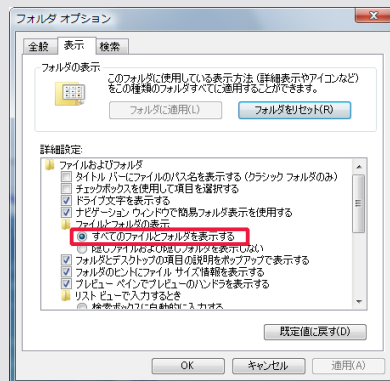 フォルダ オプション
全般 表示 検索
フォルダの表示
このフォルダに使用している表示方法（詳細表示やアイコンなど）
をこの種類のフォルダすべてに適用することができます。
フォルダに適用(L) フォルダをリセット(R)
詳細設定:
ファイルおよびフォルダ
タイトル バーにファイルのパス名を表示する（クラシック フォルダのみ）
チェックボックスを使用して項目を選択する
ドライブ文字を表示する
ナビゲーション ウィンドウで簡易フォルダ表示を使用する
ファイルとフォルダの表示
すべてのファイルとフォルダを表示する
隠しファイルおよび隠しフォルダを表示しない
フォルダとデスクトップの項目の説明をポップアップで表示する
フォルダのヒントにファイル サイズ情報を表示する
プレビュー ペインでプレビューのハンドラを表示する
リスト ビューで入力するとき
検索ボックスに自動的に入力する
既定値に戻す(D)
OK キャンセル 適用(A)